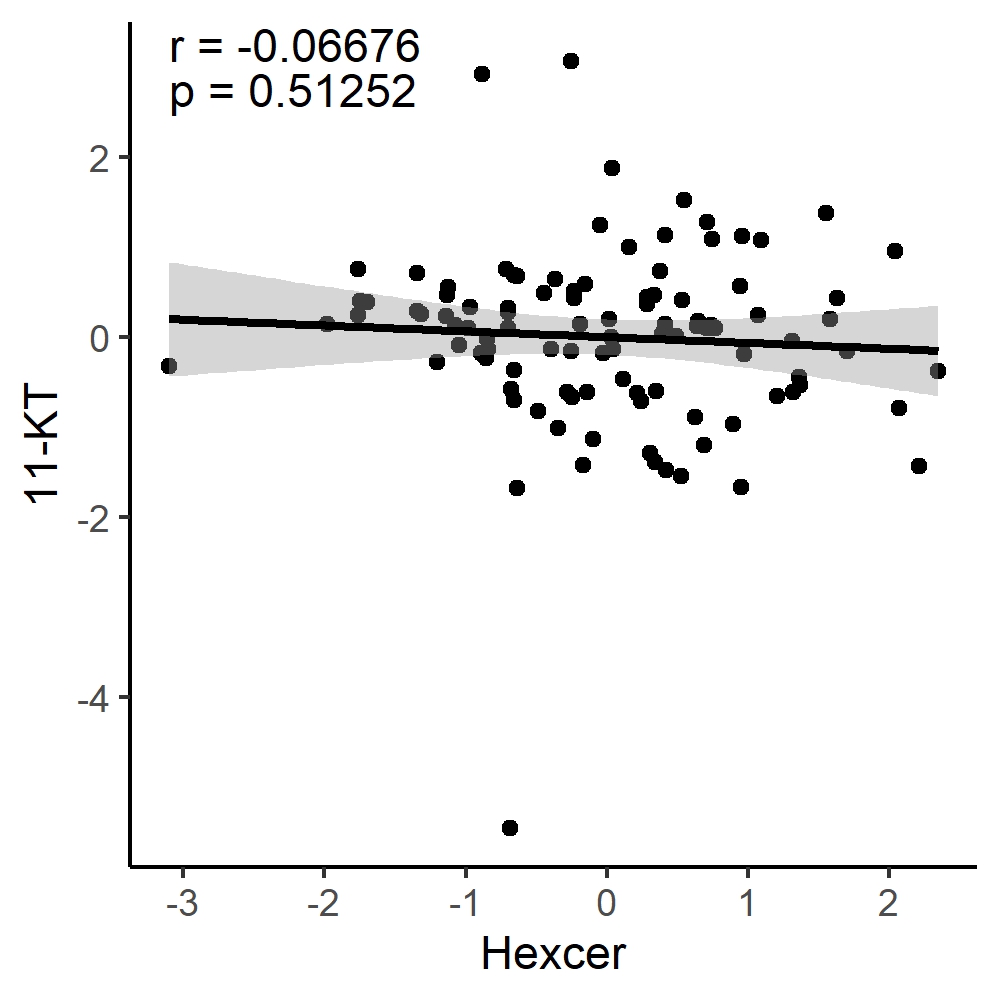 r = -0.06676
p = 0.51252
2
0
-2
-4
11-KT
-3 -2 -1 0 1 2
Hexcer